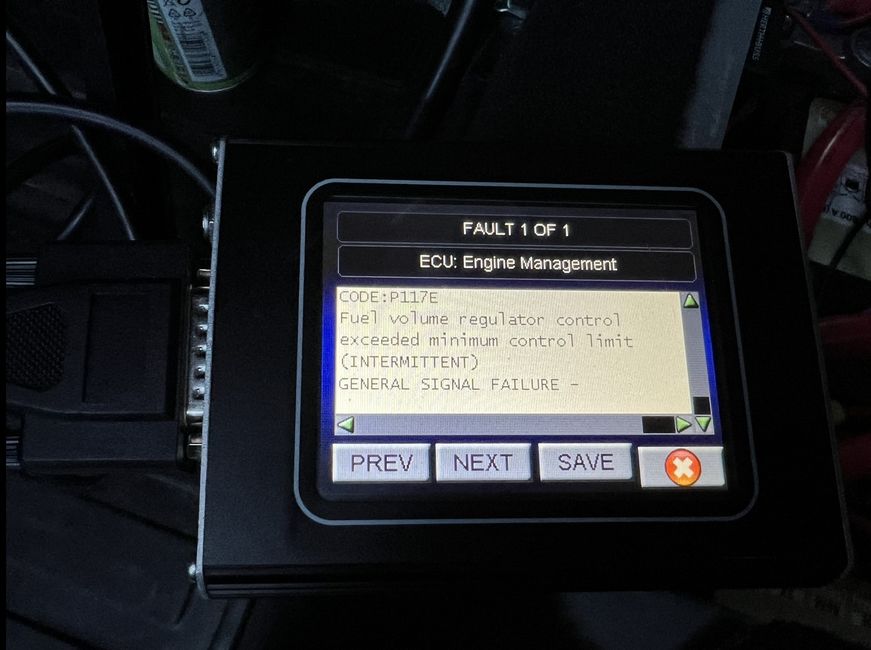 FAULT 1 OF 1
ECU: Engine Management
CODE:P117E
Fuel volume regulator control
exceeded minimum control limit
(INTERMITTENT)
GENERAL SIGNAL FAILURE -
PREV
NEXT
SAVE